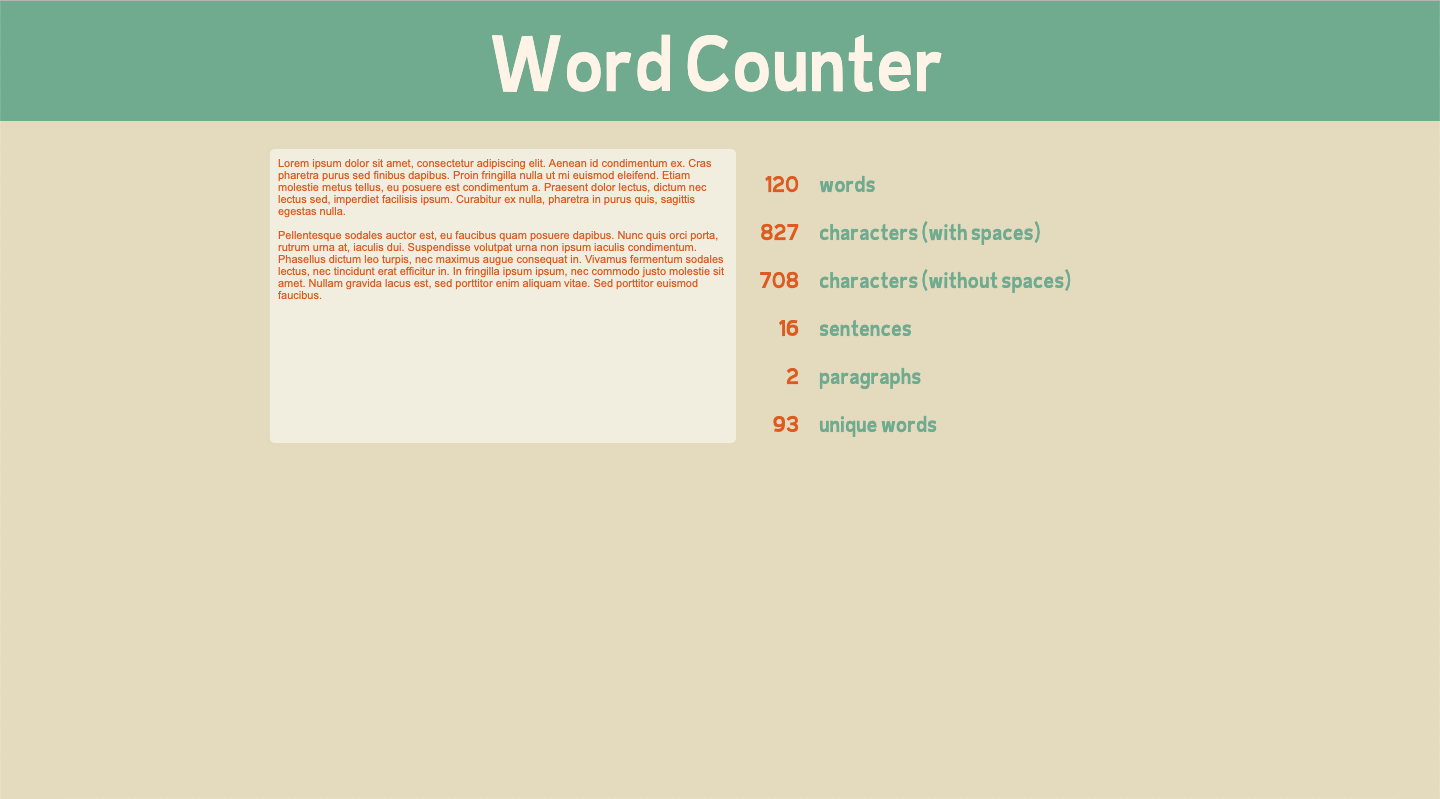 Word Counter
Lorem ipsum dolor sit amet, consectetur adipiscing elit. Aenean id condimentum ex. Cras
pharetra purus sed finibus dapibus. Proin fringilla nulla ut mi euismod eleifend. Etiam
molestie metus tellus, eu posuere est condimentum a. Praesent dolor lectus, dictum nec
lectus sed, imperdiet facilisis ipsum. Curabitur ex nulla, pharetra in purus quis, sagittis
egestas nulla.
Pellentesque sodales auctor est, eu faucibus quam posuere dapibus. Nunc quis orci porta,
rutrum urna at, iaculis dui. Suspendisse volutpat urna non ipsum iaculis condimentum.
Phasellus dictum leo turpis, nec maximus augue consequat in. Vivamus fermentum sodales
lectus, nec tincidunt erat efficitur in. In fringilla ipsum ipsum, nec commodo justo molestie sit
amet. Nullam gravida lacus est, sed porttitor enim aliquam vitae. Sed porttitor euismod
faucibus.
120 words
827 characters (with spaces)
708 characters (without spaces)
16 sentences
2 paragraphs
93 unique words